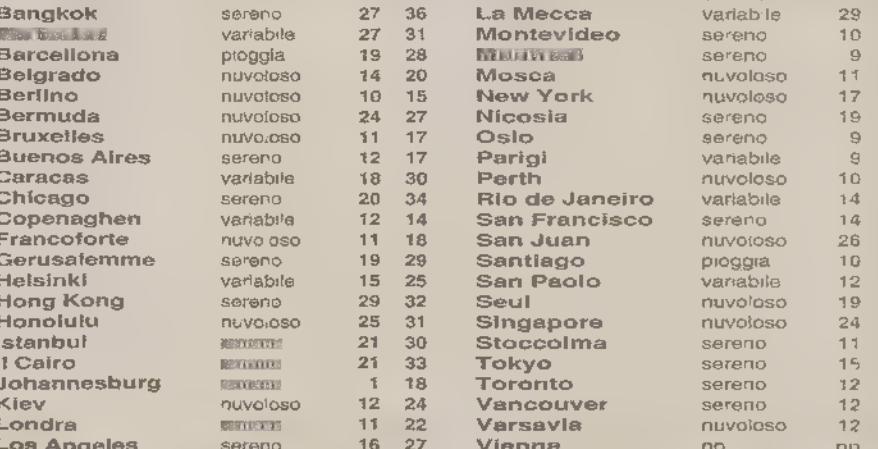 Bangkok sereno 27 36
variabile 27 31
Barcellona pioggia 19 28
Belgrado nuvoloso 14 20
Berlino nuvoloso 10 15
Bermuda nuvoloso 24 27
Bruxelles nuvoloso 11 17
Buenos Aires sereno 12 17
Caracas variabile 18 30
Chicago sereno 20 34
Copenaghen variabile 12 14
Francoforte nuvoloso 11 18
Gerusalemme sereno 19 29
Helsinki variabile 15 25
Hong Kong sereno 29 32
Honolulu nuvoloso 25 31
Istanbul 21 30
Il Cairo 21 33
Johannesburg 1 18
Kiev nuvoloso 12 24
Londra 11 22
Los Angeles sereno 16 27
La Mecca variabile 29
Montevideo sereno 10
sereno 9
Mosca nuvoloso 11
New York nuvoloso 17
Nicosia sereno 19
Oslo sereno 9
Parigi variabile 9
Perth nuvoloso 10
Rio de Janeiro variabile 14
San Francisco sereno 14
San Juan nuvoloso 26
Santiago pioggia 10
San Paolo variabile 12
Seul nuvoloso 19
Singapore nuvoloso 24
Stoccolma sereno 11
Tokyo sereno 15
Toronto sereno 12
Vancouver sereno 12
Varsavia nuvoloso 12
Vienna np np